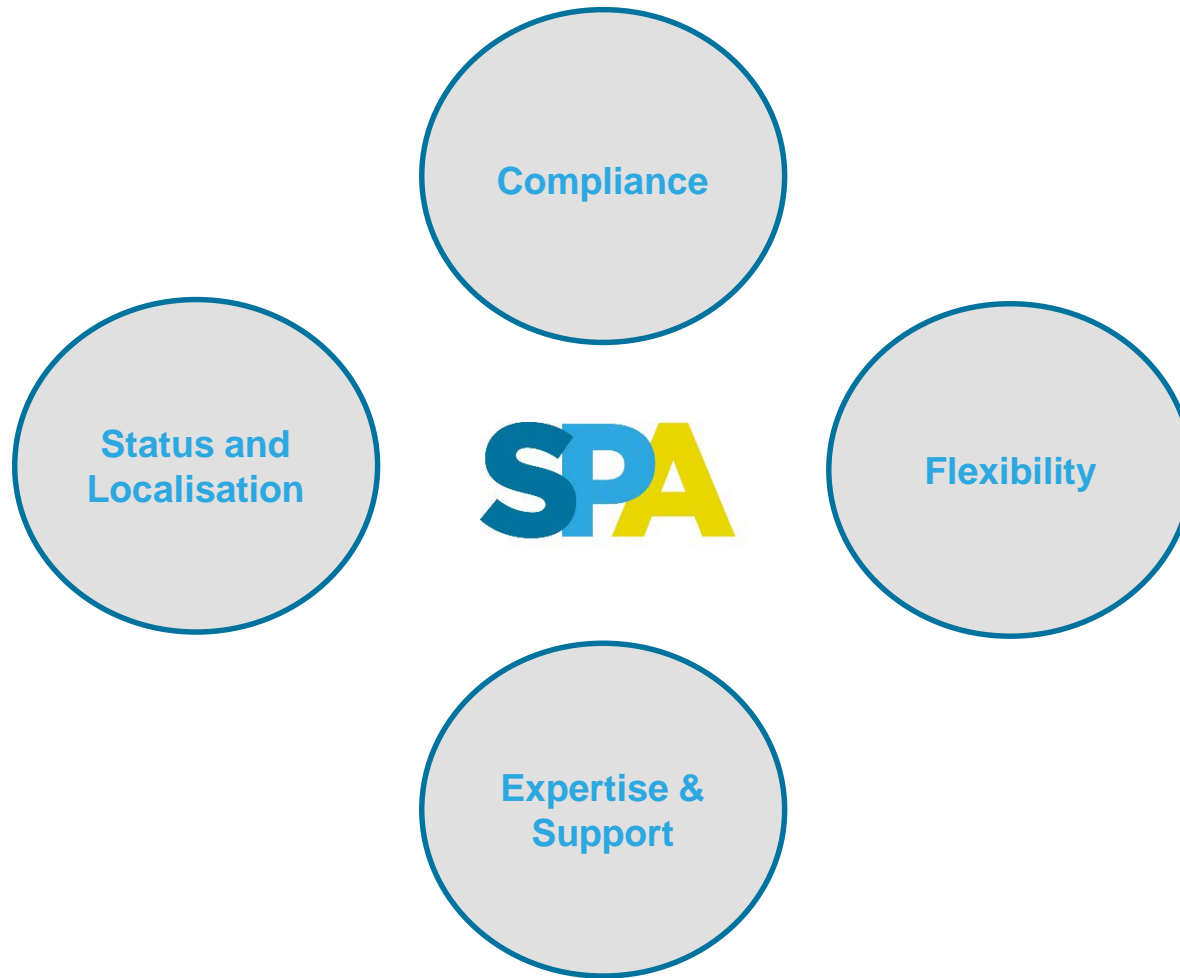 Compliance
Status and
Localisation
SPA
Flexibility
Expertise &
Support